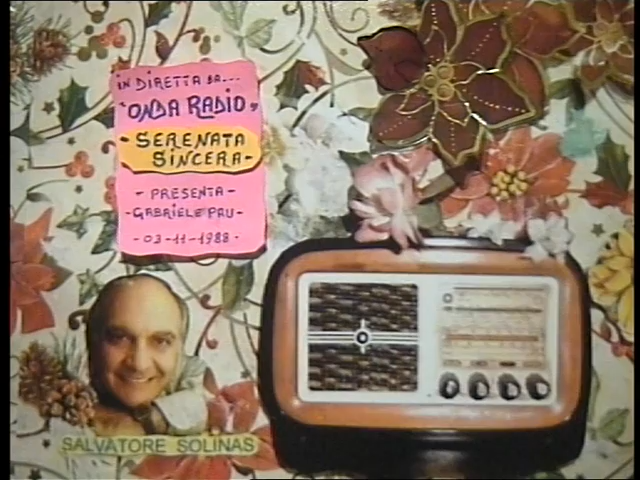 IN DIRETTA DA...
"ONDA RADIO"
- SERENATA
SINCERA -
- PRESENTA -
- GABRIELE PAU -
- 03-11-1988 -
SALVATORE SOLINAS